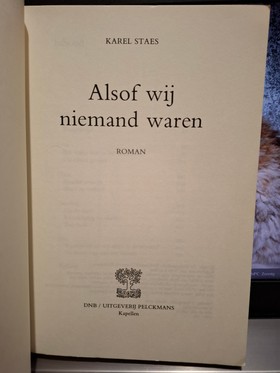 KAREL STAES
Alsof wij
niemand waren
ROMAN
DNB / UITGEVERIJ PELCKMANS
Kapellen